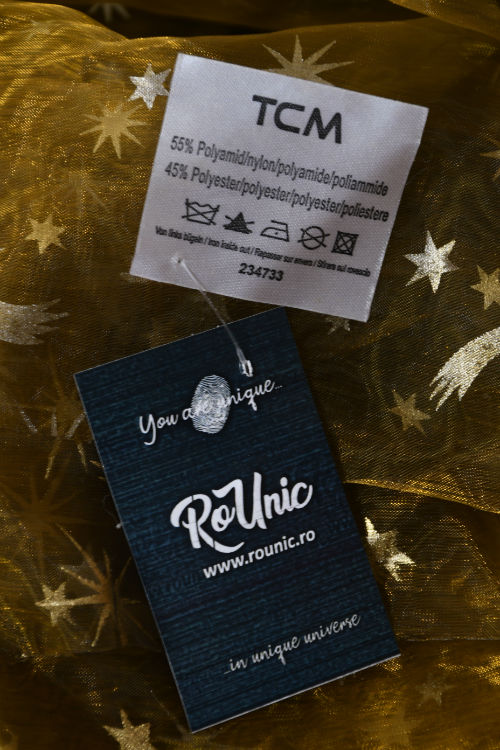 TCM
55% Polyamid/nylon/polyamide/poliammide
45% Polyester/polyester/polyester/poliestere
Von links bügeln / Iron inside out / Repasser sur envers / Stirare sul rovescio
234733
You are unique...
RoUnic
www.rounic.ro
...in unique universe